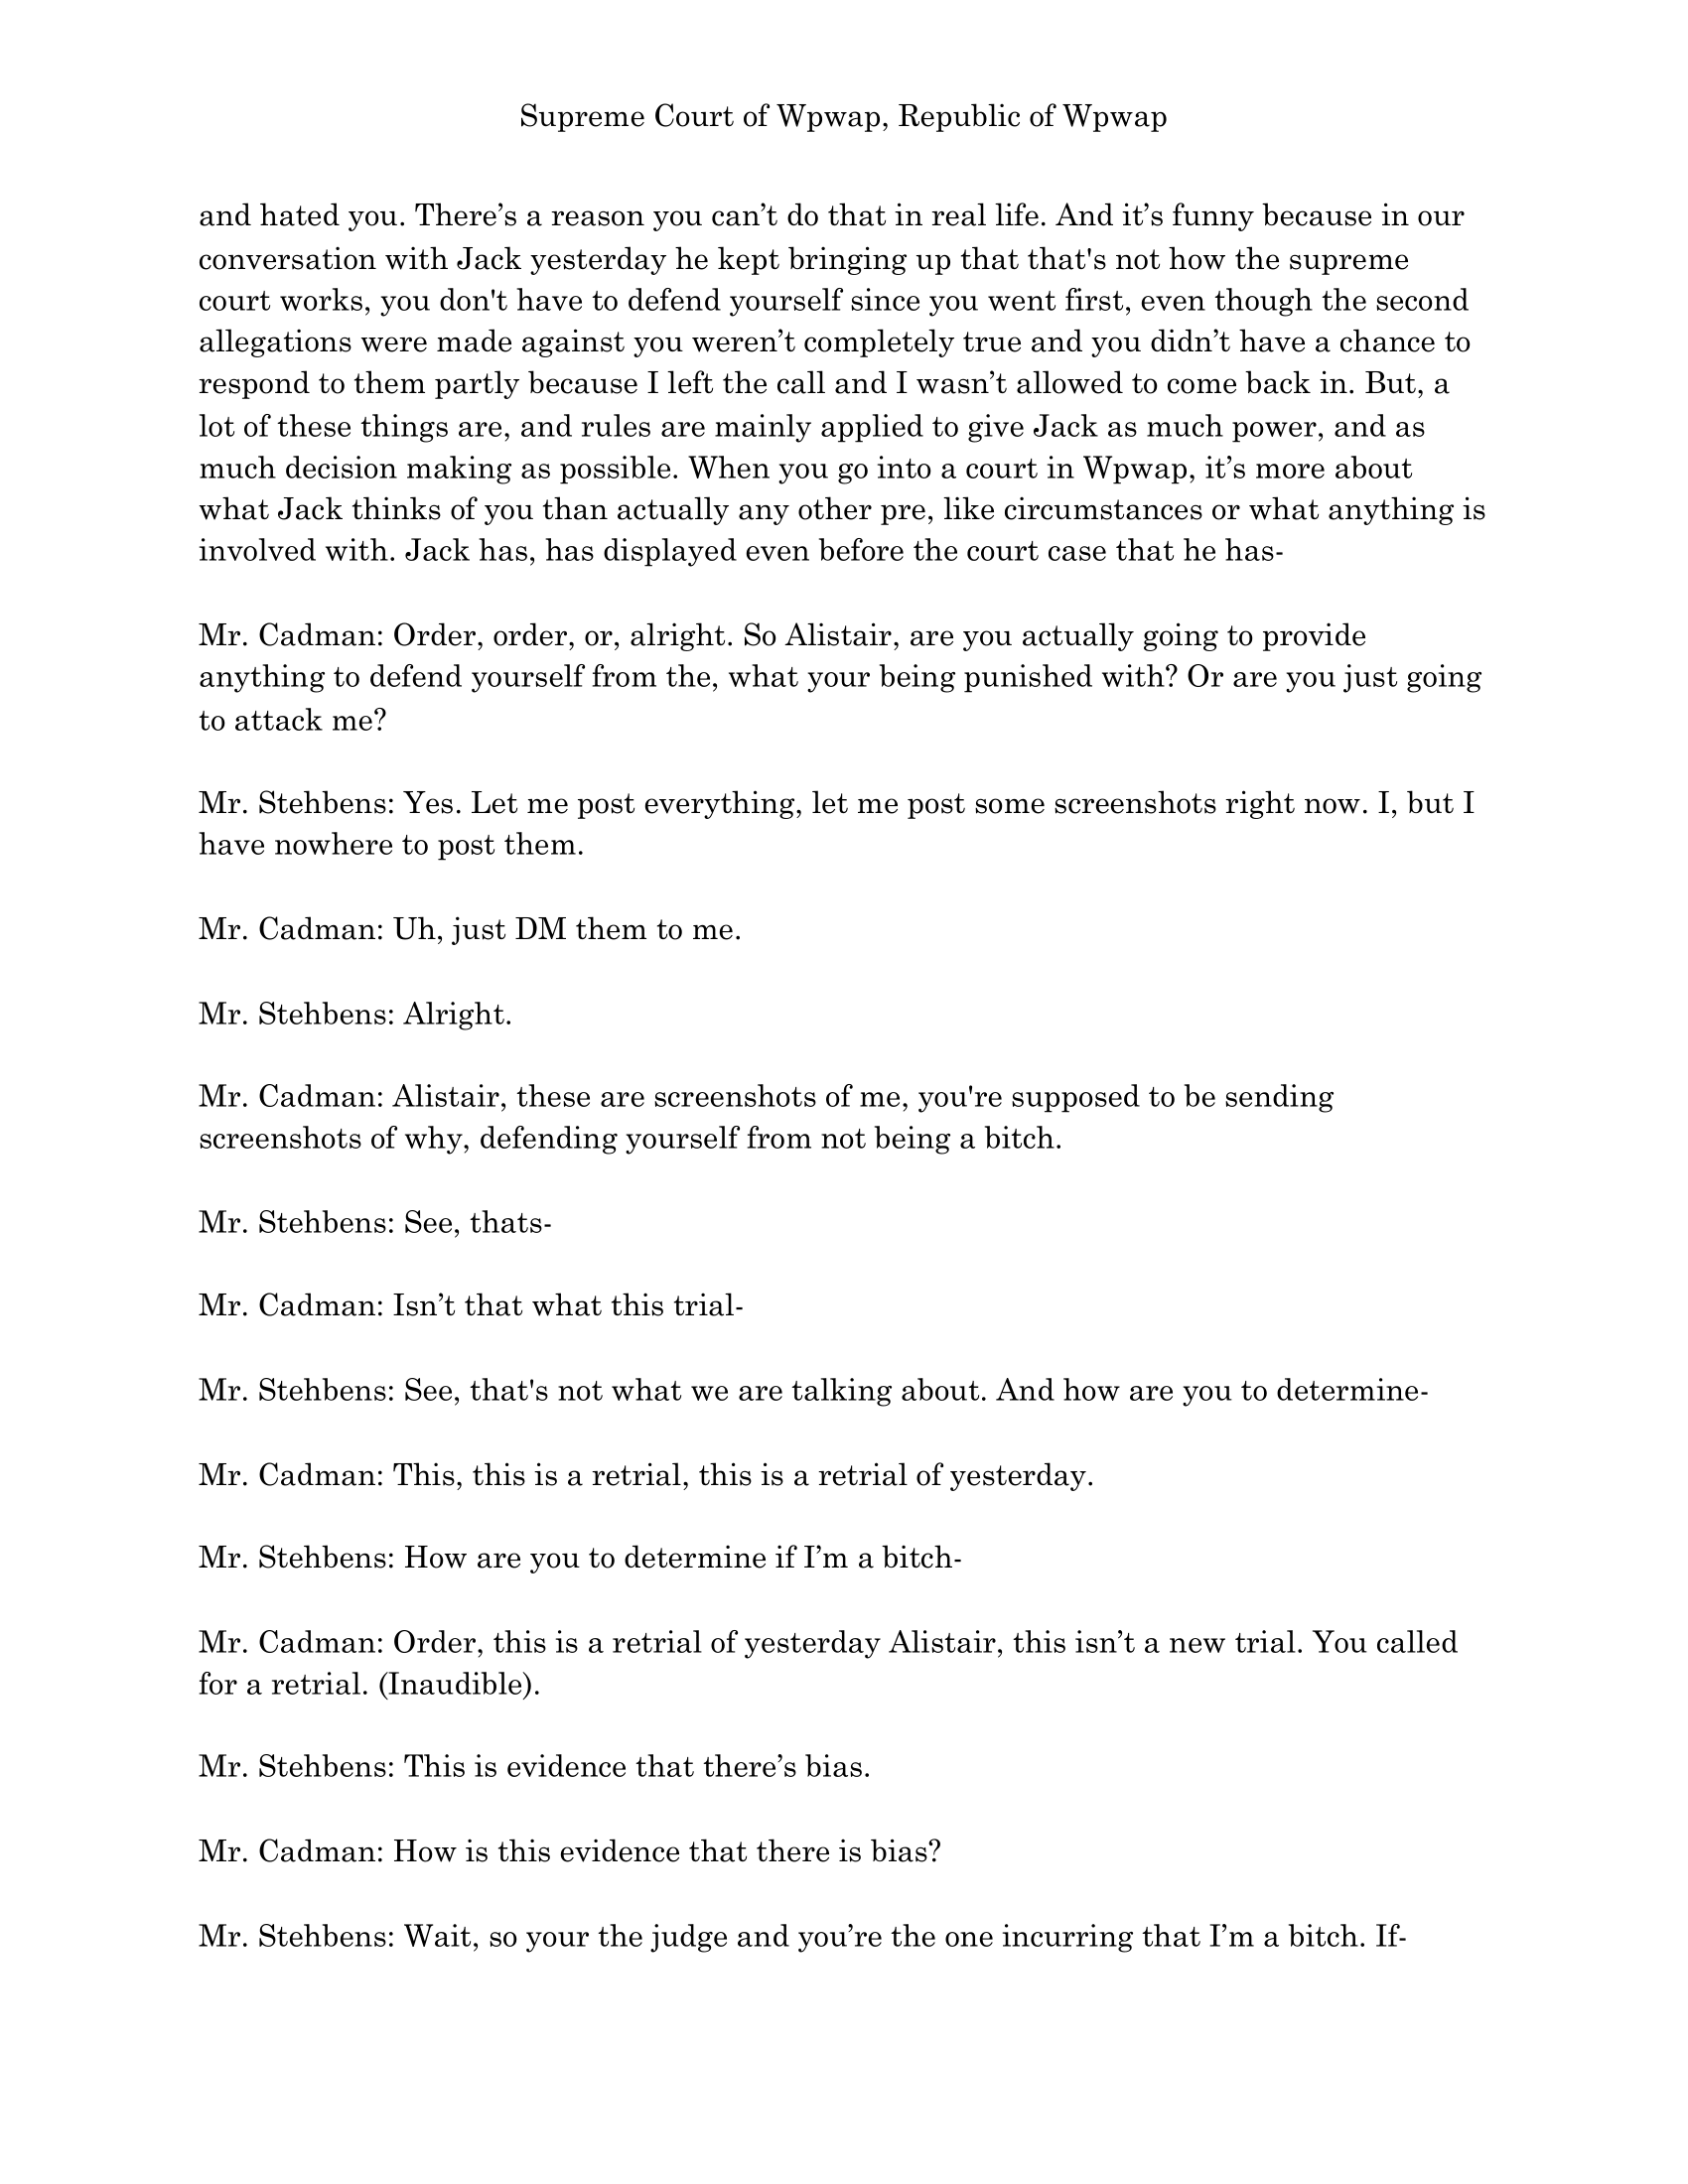 Supreme Court of Wpwap, Republic of Wpwap
and hated you. There’s a reason you can’t do that in real life. And it’s funny because in our
conversation with Jack yesterday he kept bringing up that that's not how the supreme
court works, you don't have to defend yourself since you went first, even though the second
allegations were made against you weren’t completely true and you didn’t have a chance to
respond to them partly because I left the call and I wasn’t allowed to come back in. But, a
lot of these things are, and rules are mainly applied to give Jack as much power, and as
much decision making as possible. When you go into a court in Wpwap, it’s more about
what Jack thinks of you than actually any other pre, like circumstances or what anything is
involved with. Jack has, has displayed even before the court case that he has-
Mr. Cadman: Order, order, or, alright. So Alistair, are you actually going to provide
anything to defend yourself from the, what your being punished with? Or are you just going
to attack me?
Mr. Stehbens: Yes. Let me post everything, let me post some screenshots right now. I, but I
have nowhere to post them.
Mr. Cadman: Uh, just DM them to me.
Mr. Stehbens: Alright.
Mr. Cadman: Alistair, these are screenshots of me, you're supposed to be sending
screenshots of why, defending yourself from not being a bitch.
Mr. Stehbens: See, thats-
Mr. Cadman: Isn’t that what this trial-
Mr. Stehbens: See, that's not what we are talking about. And how are you to determine-
Mr. Cadman: This, this is a retrial, this is a retrial of yesterday.
Mr. Stehbens: How are you to determine if I’m a bitch-
Mr. Cadman: Order, this is a retrial of yesterday Alistair, this isn’t a new trial. You called
for a retrial. (Inaudible).
Mr. Stehbens: This is evidence that there’s bias.
Mr. Cadman: How is this evidence that there is bias?
Mr. Stehbens: Wait, so your the judge and you’re the one incurring that I’m a bitch. If-